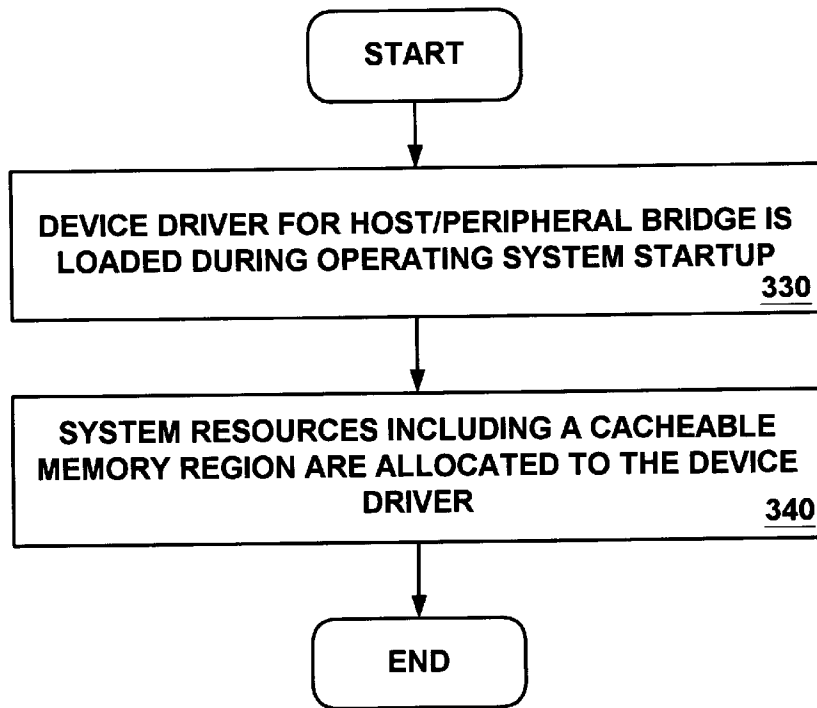 START
DEVICE DRIVER FOR HOST/PERIPHERAL BRIDGE IS
LOADED DURING OPERATING SYSTEM STARTUP
330
SYSTEM RESOURCES INCLUDING A CACHEABLE
MEMORY REGION ARE ALLOCATED TO THE DEVICE
DRIVER
340
END